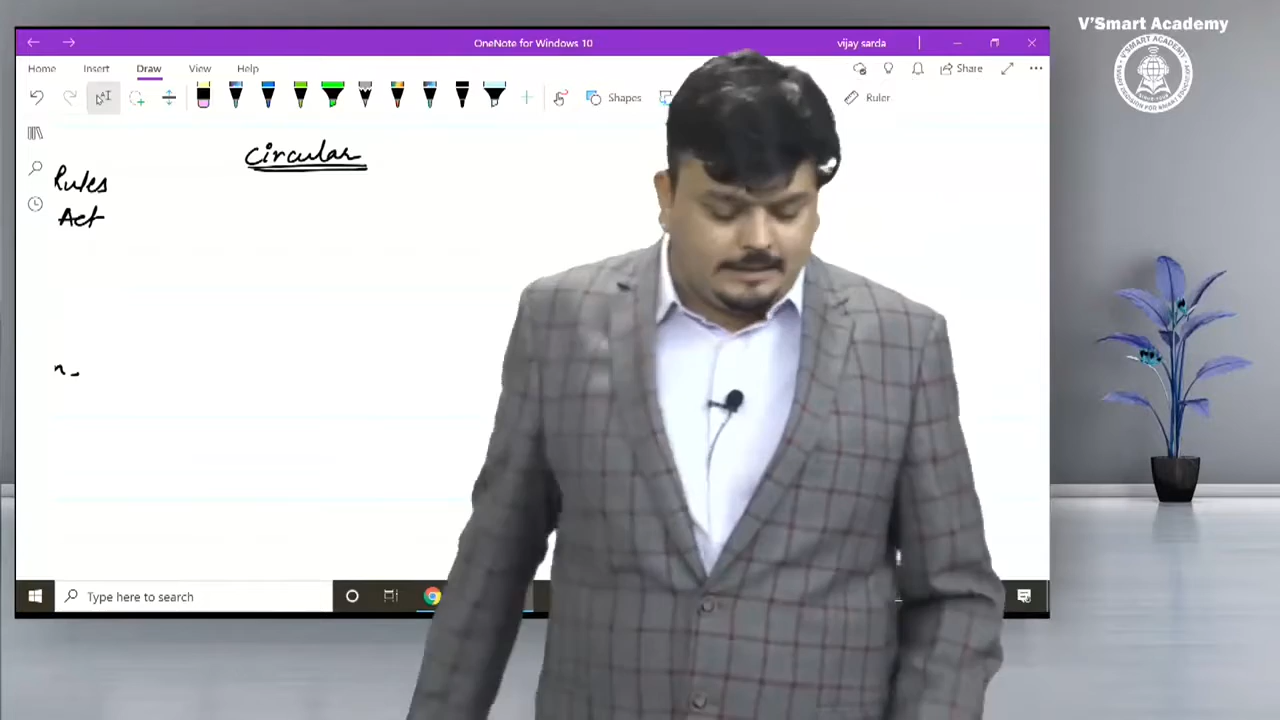 V'Smart Academy
OneNote for Windows 10
vijay sarda
Home Insert Draw View Help
Share
Shapes
Ruler
Circular
Rules
Act
Type here to search